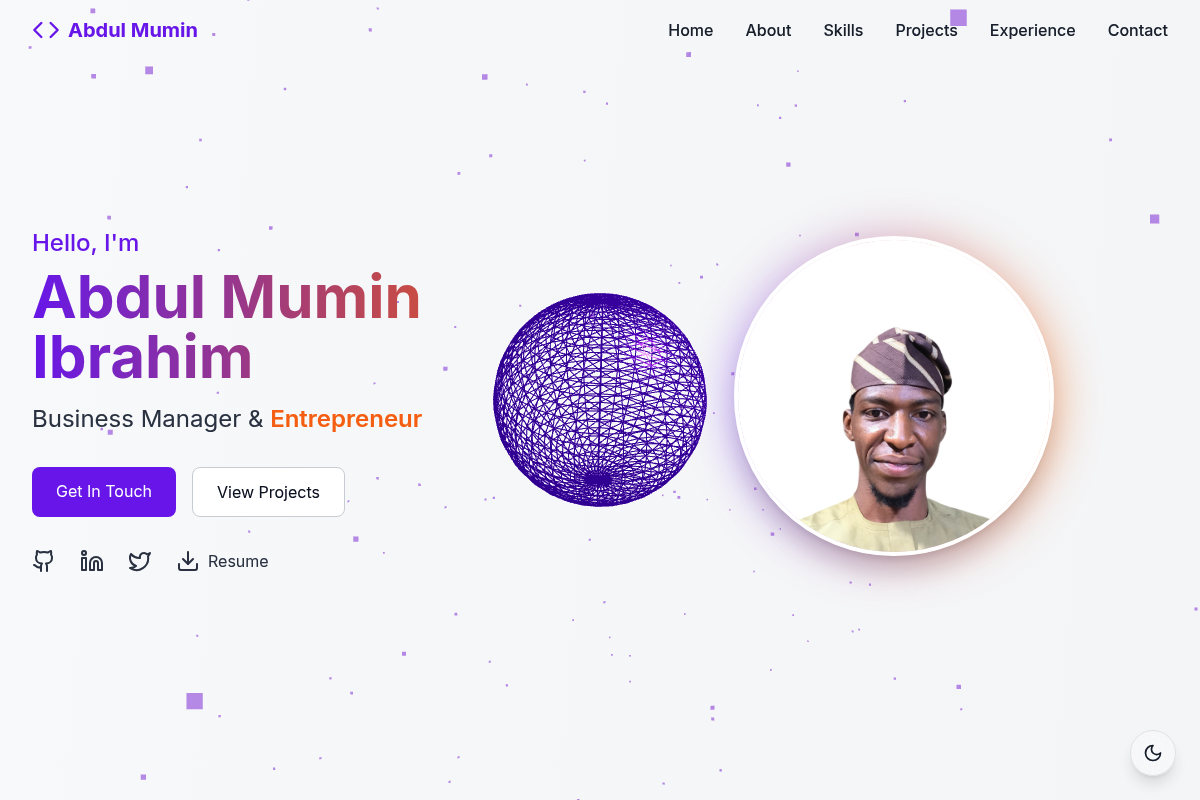 Abdul Mumin
Home About Skills Projects Experience Contact
Hello, I'm
Abdul Mumin
Ibrahim
Business Manager & Entrepreneur
Get In Touch View Projects
Resume